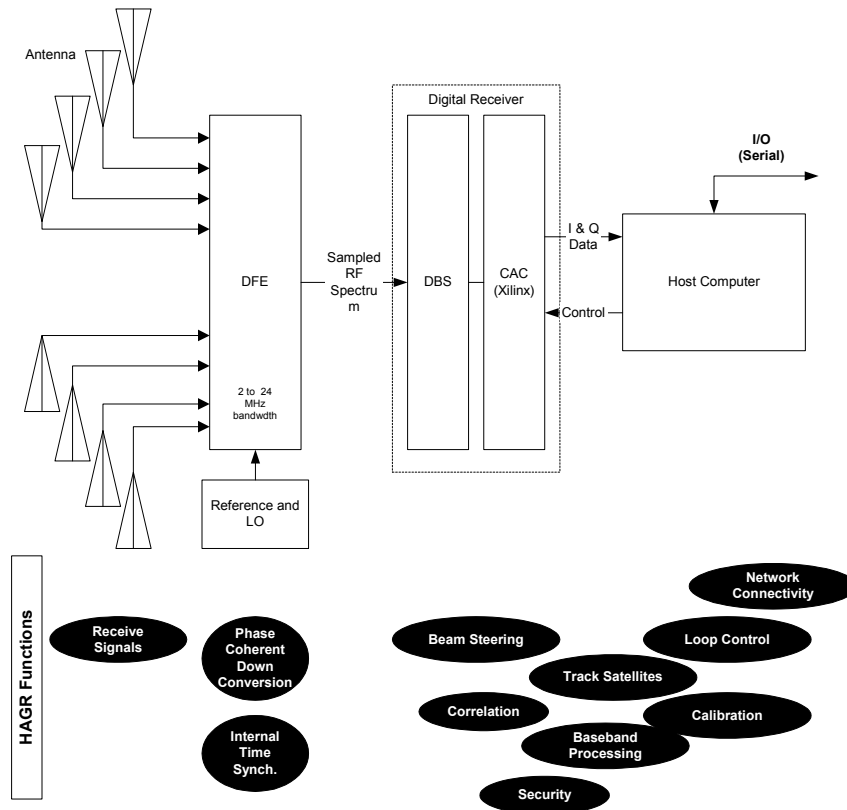 Antenna
Digital Receiver
I/O
(Serial)
DFE
Sampled
RF
Spectru
m
DBS
CAC
(Xilinx)
I & Q
Data
Control
Host Computer
2 to 24
MHz
bandwdth
Reference and
LO
HAGR Functions
Receive
Signals
Phase
Coherent
Down
Conversion
Internal
Time
Synch.
Network
Connectivity
Beam Steering
Loop Control
Track Satellites
Correlation
Calibration
Baseband
Processing
Security